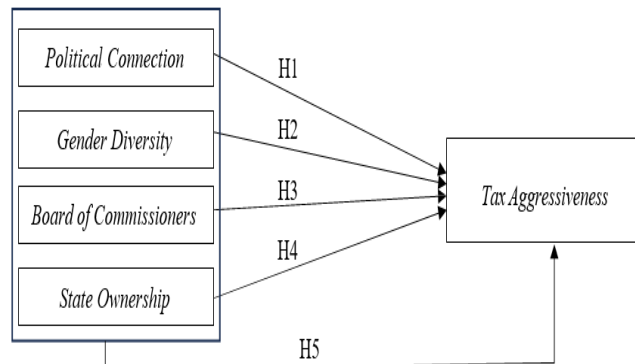 Political Connection
H1
Gender Diversity
H2
Board of Commissioners
H3
Tax Aggressiveness
H4
State Ownership
H5